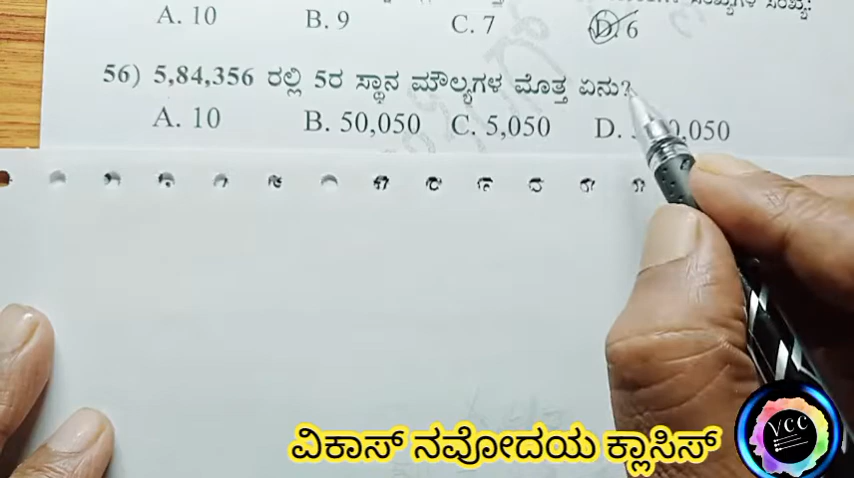 A. 10 B. 9 C. 7 D. 6
56) 5,84,356 ರಲ್ಲಿ 5ರ ಸ್ಥಾನ ಮೌಲ್ಯಗಳ ಮೊತ್ತ ಏನು?
A. 10 B. 50,050 C. 5,050 D.
ವಿಕಾಸ್ ನವೋದಯ ಕ್ಲಾಸಿಸ್
VCC